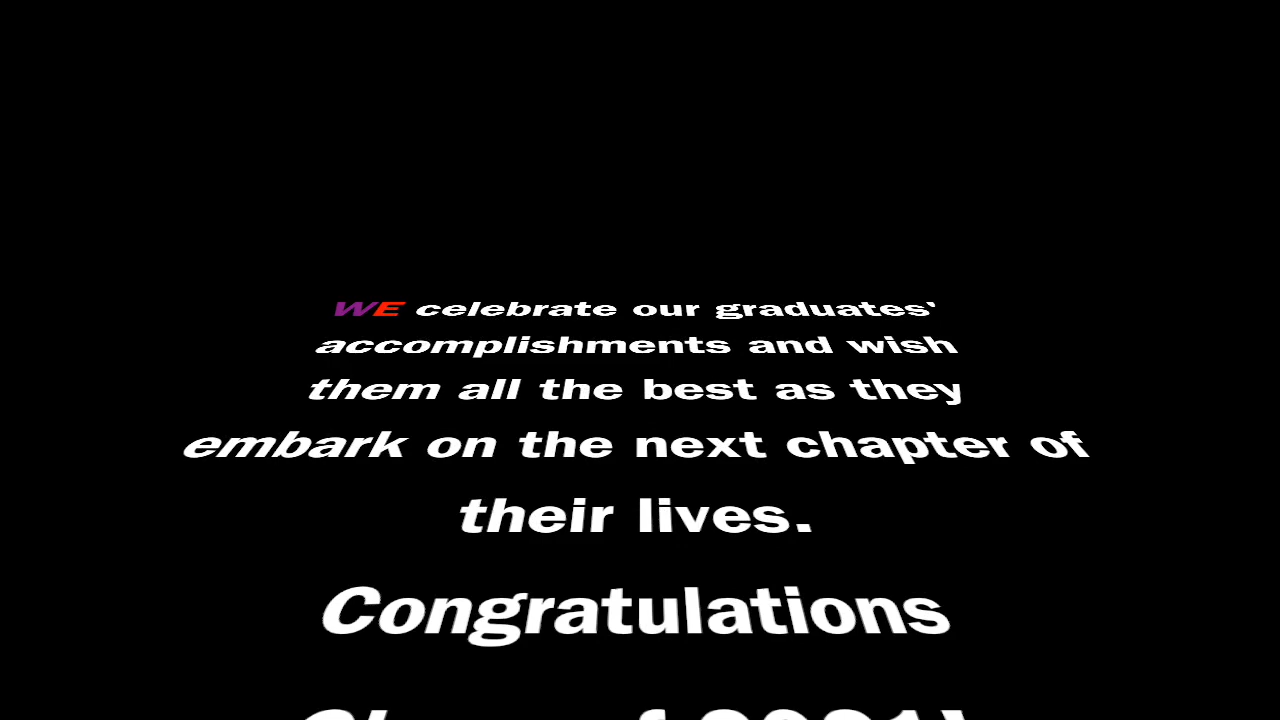 WE celebrate our graduates'
accomplishments and wish
them all the best as they
embark on the next chapter of
their lives.
Congratulations